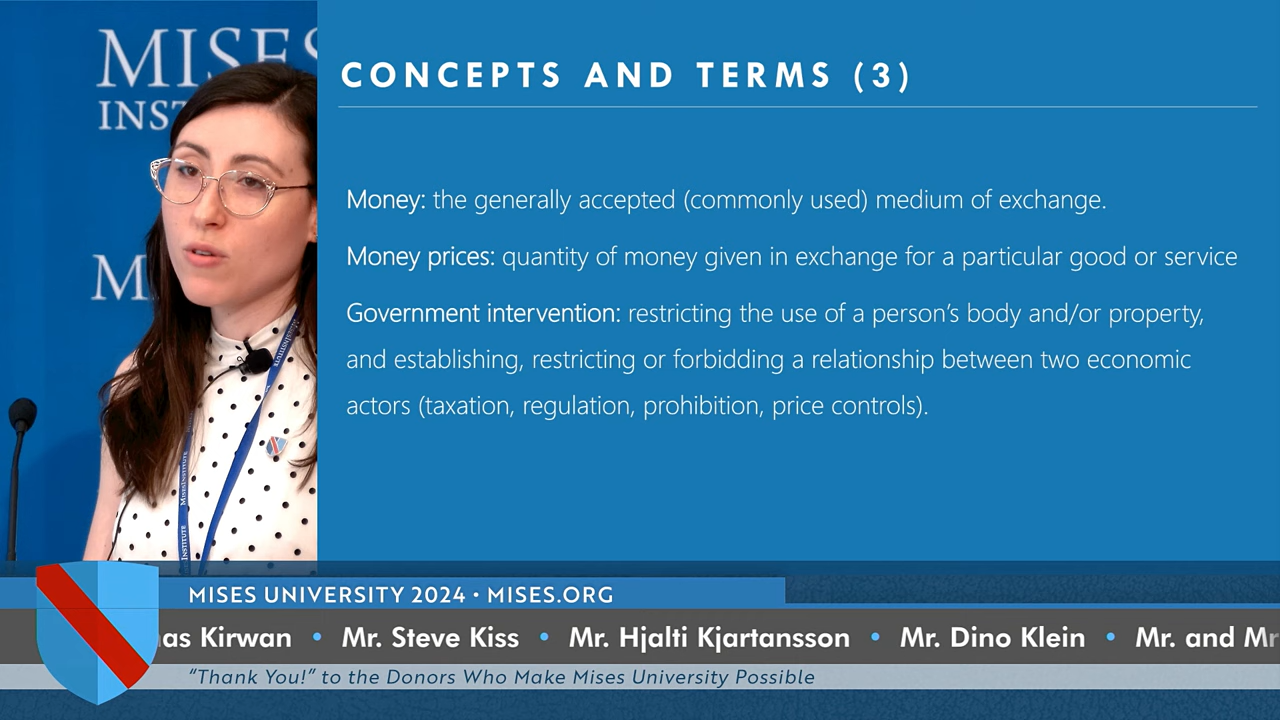 MISES
INST
M
CONCEPTS AND TERMS (3)
Money: the generally accepted (commonly used) medium of exchange.
Money prices: quantity of money given in exchange for a particular good or service
Government intervention: restricting the use of a person’s body and/or property,
and establishing, restricting or forbidding a relationship between two economic
actors (taxation, regulation, prohibition, price controls).
MISES UNIVERSITY 2024 • MISES.ORG
as Kirwan • Mr. Steve Kiss • Mr. Hjalti Kjartansson • Mr. Dino Klein • Mr. and Mr
“Thank You!” to the Donors Who Make Mises University Possible